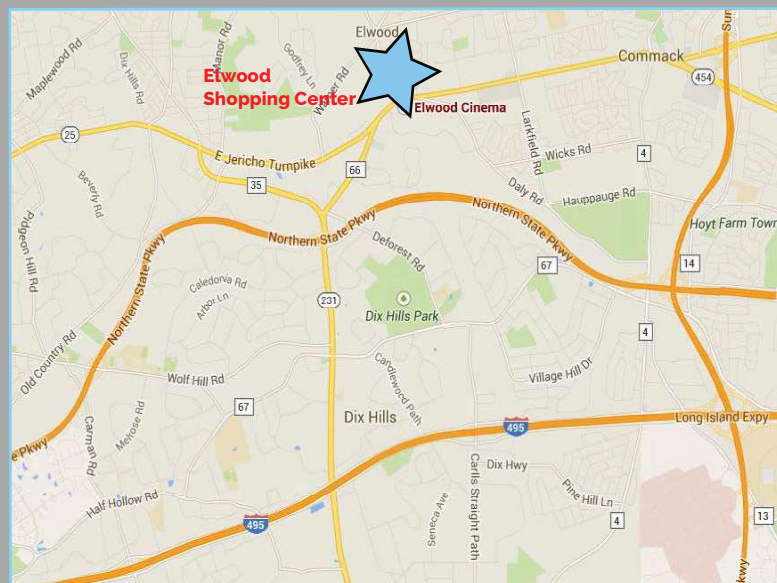 Elwood
Commack
Manor Rd
Maplewood Rd
Dix Hills Rd
Godfrey Ln
Elwood
Shopping Center
454
Elwood Cinema
25
Larkfield Rd
Wicks Rd
4
E Jericho Turnpike
66
35
Beverly Rd
Daly Rd
Hauppauge Rd
Northern State Pkwy
Northern State Pkwy
Hoyt Farm Town
Deforest Rd
67
14
Northern State Pkwy
Caledonia Rd
Arbor Ln
231
Dix Hills Park
4
Old Country Rd
Wolf Hill Rd
Candlewood Path
Village Hill Dr
67
Melrose Rd
Carman Rd
Dix Hills
495
Long Island Expy
e Pkwy
Carlls Straight Path
Dix Hwy
Pine Hill Ln
Half Hollow Rd
Seneca Ave
495
4
13
kwy